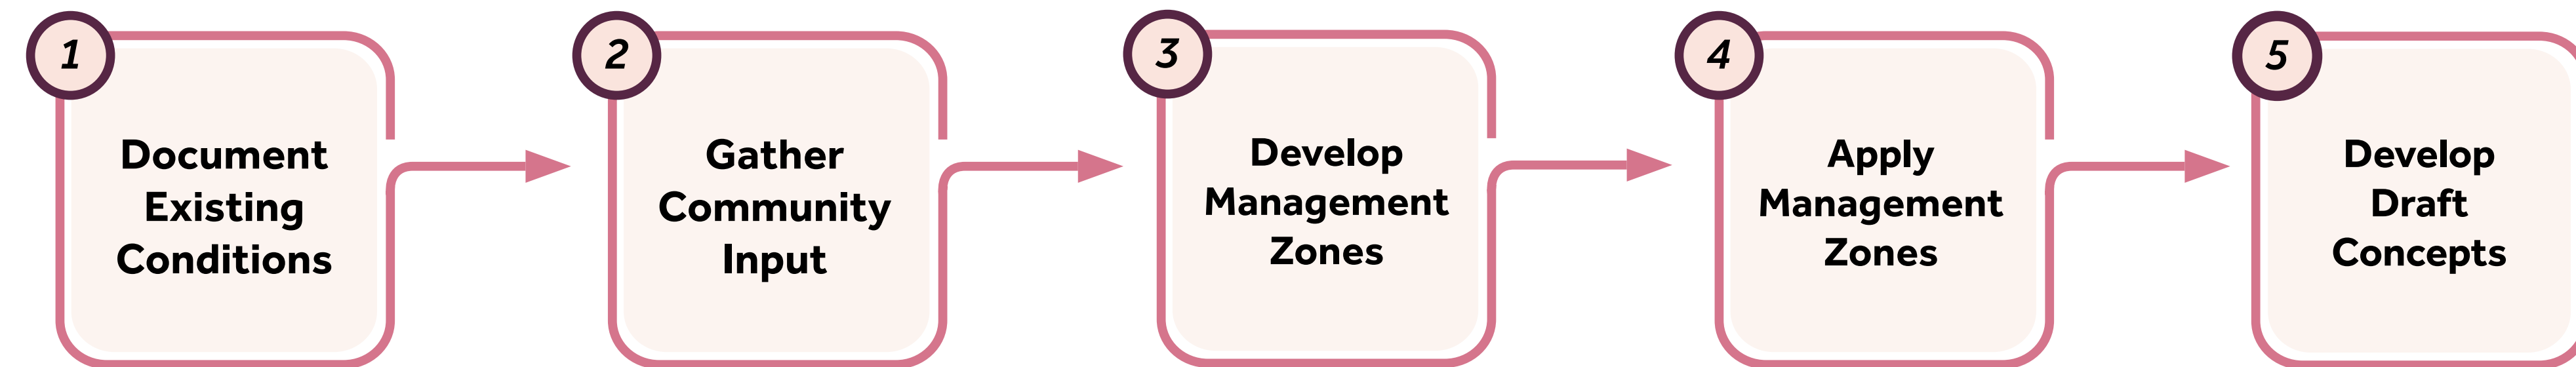 1
Document
Existing
Conditions
2
Gather
Community
Input
3
Develop
Management
Zones
4
Apply
Management
Zones
5
Develop
Draft
Concepts